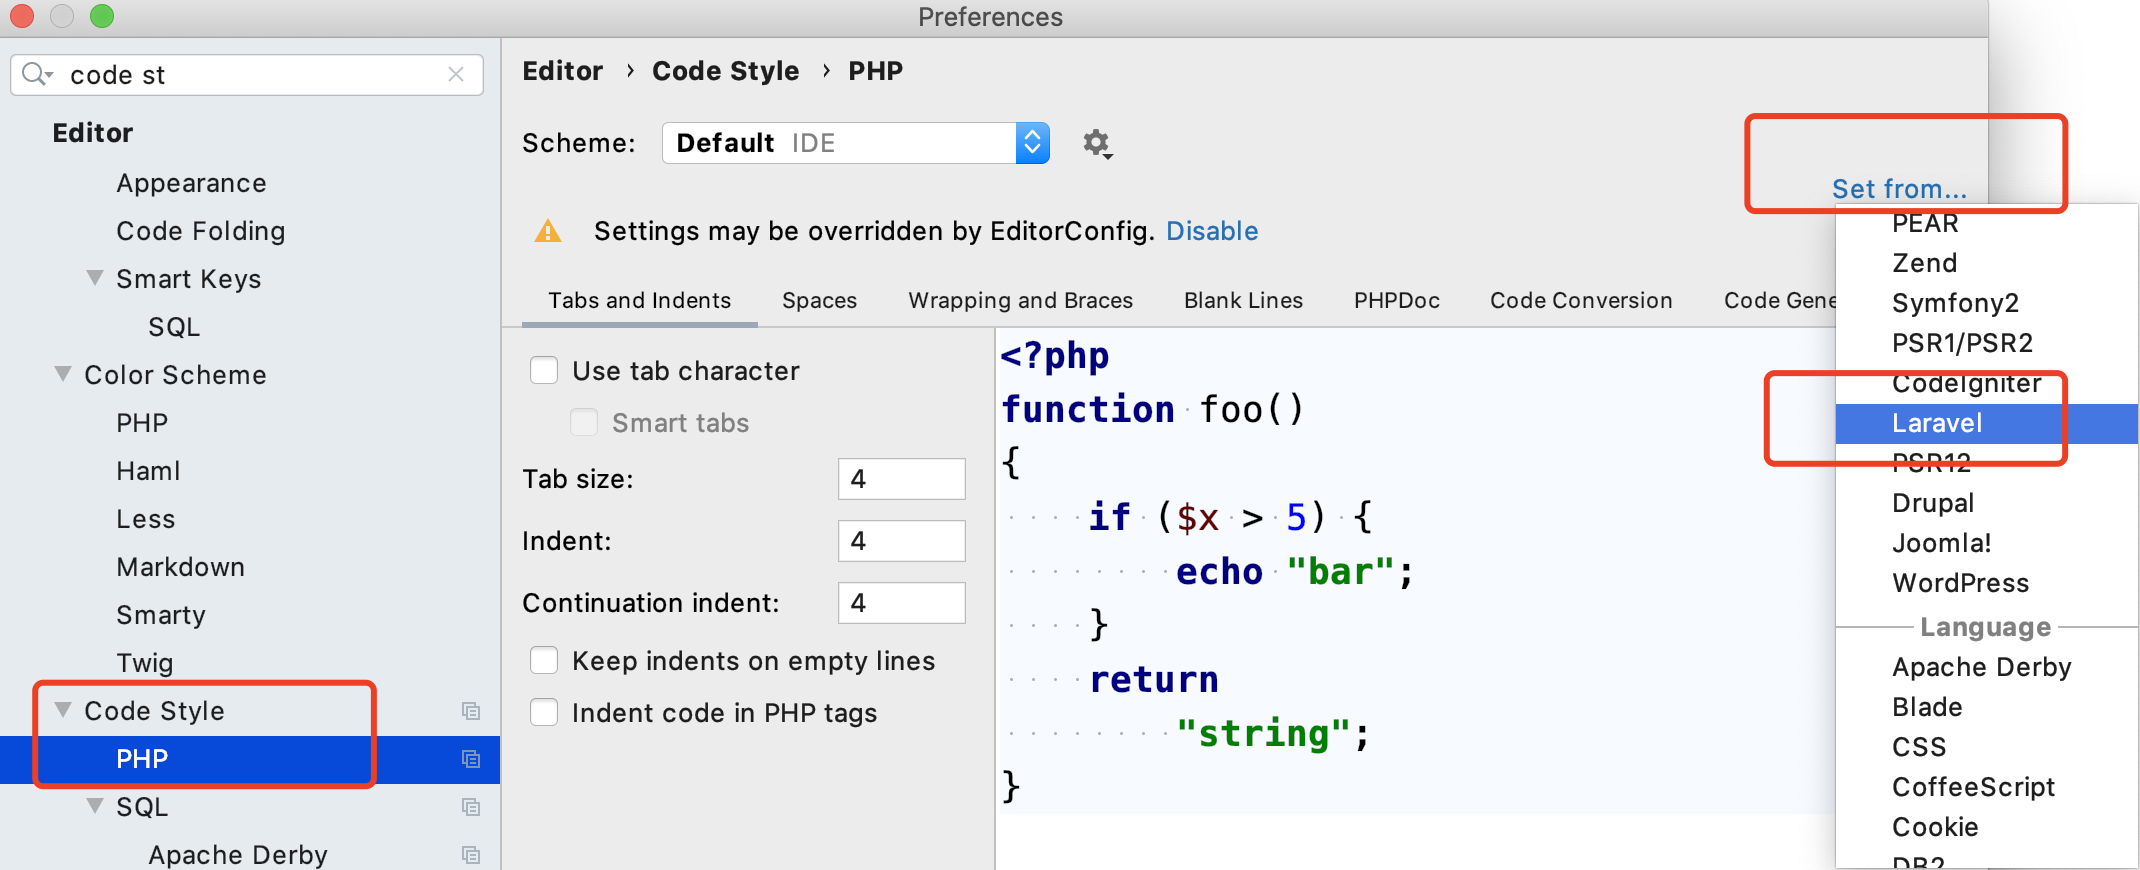 Preferences
code st
Editor
Appearance
Code Folding
Smart Keys
SQL
Color Scheme
PHP
Haml
Less
Markdown
Smarty
Twig
Code Style
PHP
SQL
Apache Derby
Editor › Code Style › PHP
Scheme: Default IDE
Set from...
Settings may be overridden by EditorConfig. Disable
Tabs and Indents Spaces Wrapping and Braces Blank Lines PHPDoc Code Conversion Code Gene
Use tab character
Smart tabs
Tab size: 4
Indent: 4
Continuation indent: 4
Keep indents on empty lines
Indent code in PHP tags
<?php
function foo()
{
    if ($x > 5) {
        echo "bar";
    }
    return
        "string";
}
PEAR
Zend
Symfony2
PSR1/PSR2
CodeIgniter
Laravel
PSR12
Drupal
Joomla!
WordPress
Language
Apache Derby
Blade
CSS
CoffeeScript
Cookie
DB2